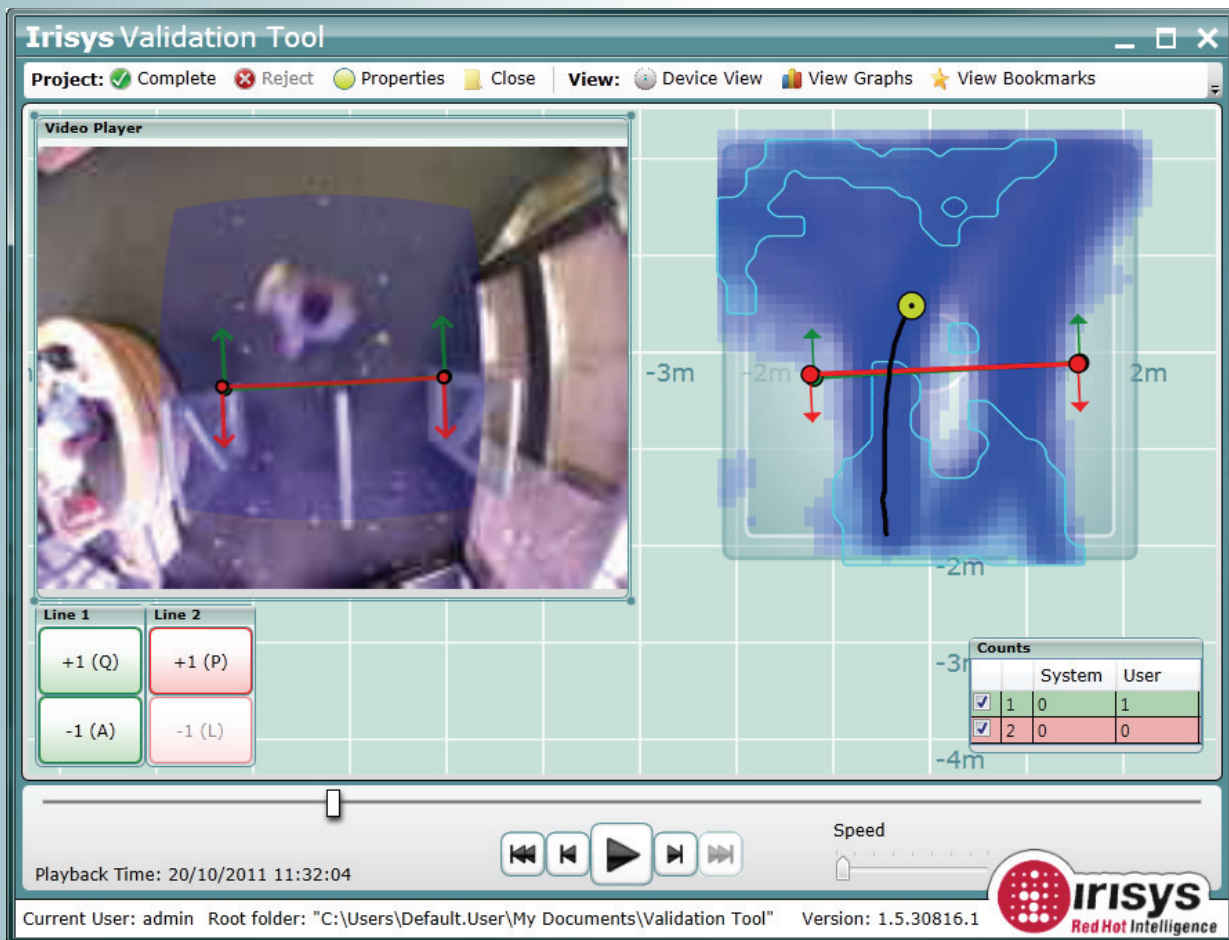 Irisys Validation Tool
Project: Complete Reject Properties Close View: Device View View Graphs View Bookmarks
Video Player
-3m -2m 2m
-2m
Line 1 Line 2
+1 (Q) +1 (P)
-1 (A) -1 (L)
Counts
System User
1 0 1
2 0 0
-4m
Speed
Playback Time: 20/10/2011 11:32:04
Current User: admin Root folder: "C:\Users\Default.User\My Documents\Validation Tool" Version: 1.5.30816.1
irisys
Red Hot Intelligence